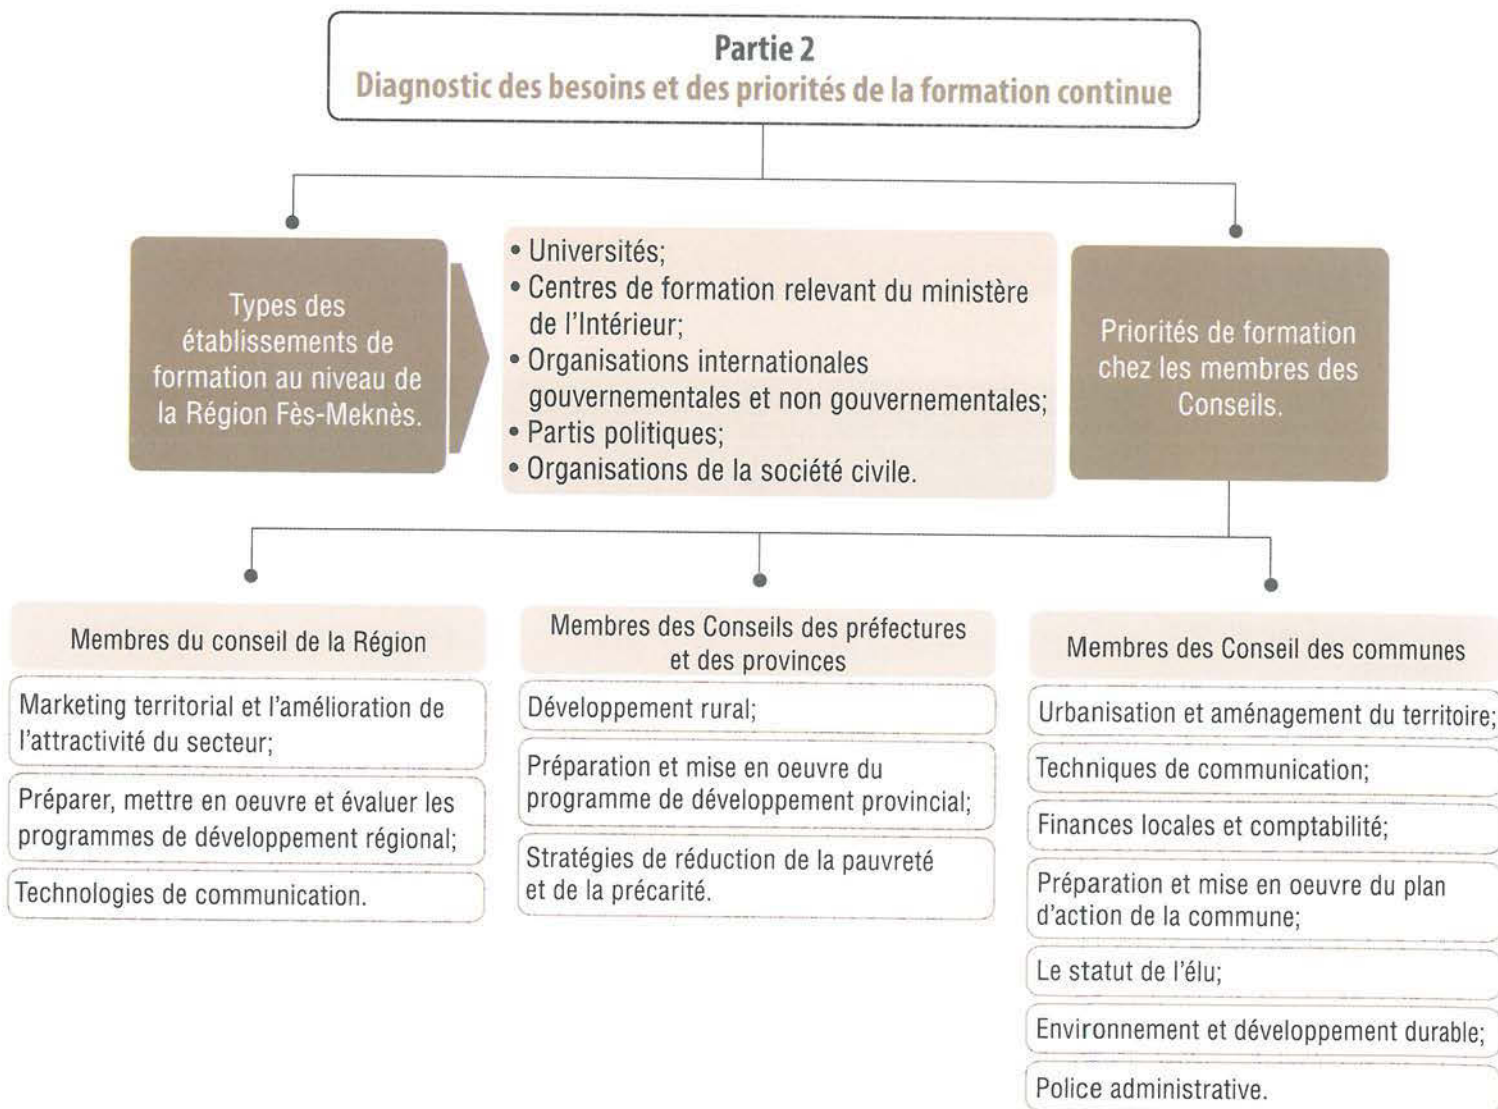 Partie 2
Diagnostic des besoins et des priorités de la formation continue
Types des
établissements de
formation au niveau de
la Région Fès-Meknès.
• Universités;
• Centres de formation relevant du ministère
de l'Intérieur;
• Organisations internationales
gouvernementales et non gouvernementales;
• Partis politiques;
• Organisations de la société civile.
Priorités de formation
chez les membres des
Conseils.
Membres du conseil de la Région
Marketing territorial et l'amélioration de
l'attractivité du secteur;
Préparer, mettre en oeuvre et évaluer les
programmes de développement régional;
Technologies de communication.
Membres des Conseils des préfectures
et des provinces
Développement rural;
Préparation et mise en oeuvre du
programme de développement provincial;
Stratégies de réduction de la pauvreté
et de la précarité.
Membres des Conseil des communes
Urbanisation et aménagement du territoire;
Techniques de communication;
Finances locales et comptabilité;
Préparation et mise en oeuvre du plan
d'action de la commune;
Le statut de l'élu;
Environnement et développement durable;
Police administrative.